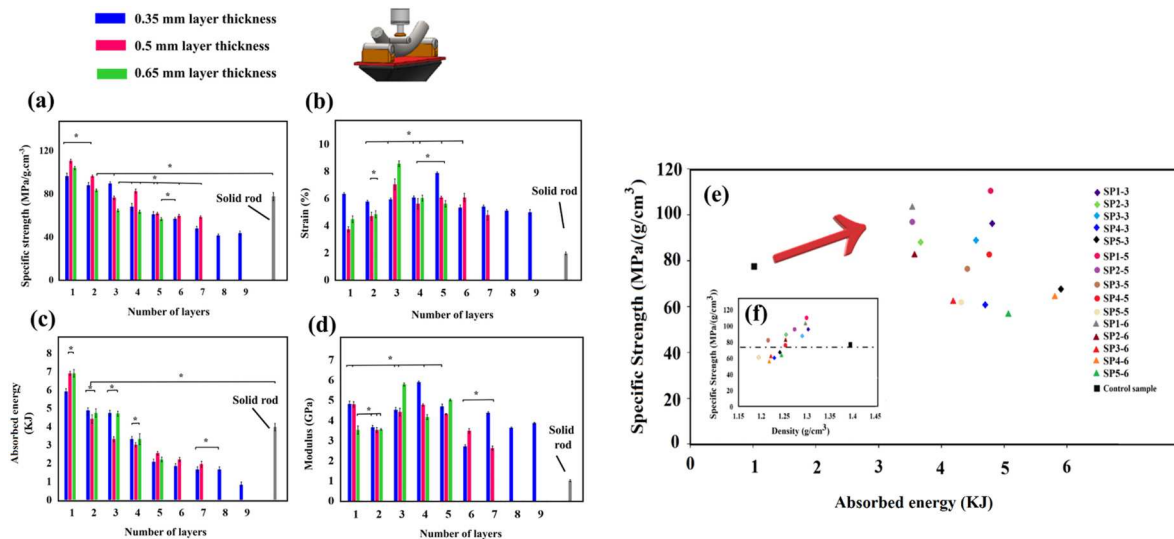 0.35 mm layer thickness
0.5 mm layer thickness
0.65 mm layer thickness
(a)
Specific strength (MPa/g.cm⁻³)
120
80
40
0
*
*
*
*
Solid rod
1 2 3 4 5 6 7 8 9
Number of layers
(b)
Strain (%)
10
8
6
4
2
0
*
*
*
Solid rod
1 2 3 4 5 6 7 8 9
Number of layers
(c)
Absorbed energy
(KJ)
8
7
6
5
4
3
2
1
0
*
*
*
*
*
*
Solid rod
1 2 3 4 5 6 7 8 9
Number of layers
(d)
Modulus (GPa)
8
7
6
5
4
3
2
1
0
*
*
*
Solid rod
1 2 3 4 5 6 7 8 9
Number of layers
(e)
Specific Strength (MPa/(g/cm³)
120
100
80
60
40
20
0
0 1 2 3 4 5 6
Absorbed energy (KJ)
SP1-3
SP2-3
SP3-3
SP4-3
SP5-3
SP1-5
SP2-5
SP3-5
SP4-5
SP5-5
SP1-6
SP2-6
SP3-6
SP4-6
SP5-6
Control sample
(f)
Specific Strength (MPa/(g/cm³)
120
100
80
60
40
20
0
1.15 1.2 1.25 1.3 1.35 1.4 1.45
Density (g/cm³)